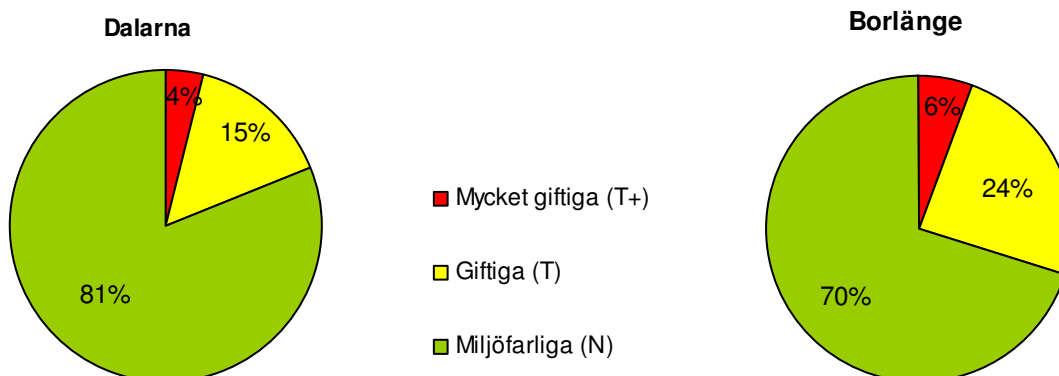 Dalarna
4%
15%
81%
Mycket giftiga (T+)
Giftiga (T)
Miljöfarliga (N)
Borlänge
6%
24%
70%